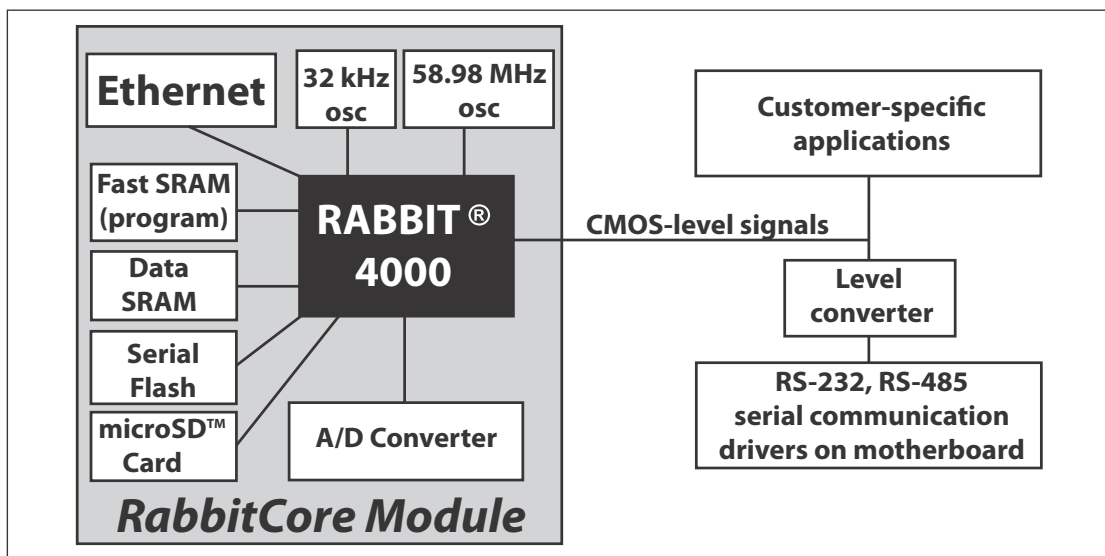 Ethernet
32 kHz
osc
58.98 MHz
osc
Fast SRAM
(program)
Data
SRAM
Serial
Flash
microSD™
Card
RABBIT ®
4000
A/D Converter
RabbitCore Module
CMOS-level signals
Customer-specific
applications
Level
converter
RS-232, RS-485
serial communication
drivers on motherboard